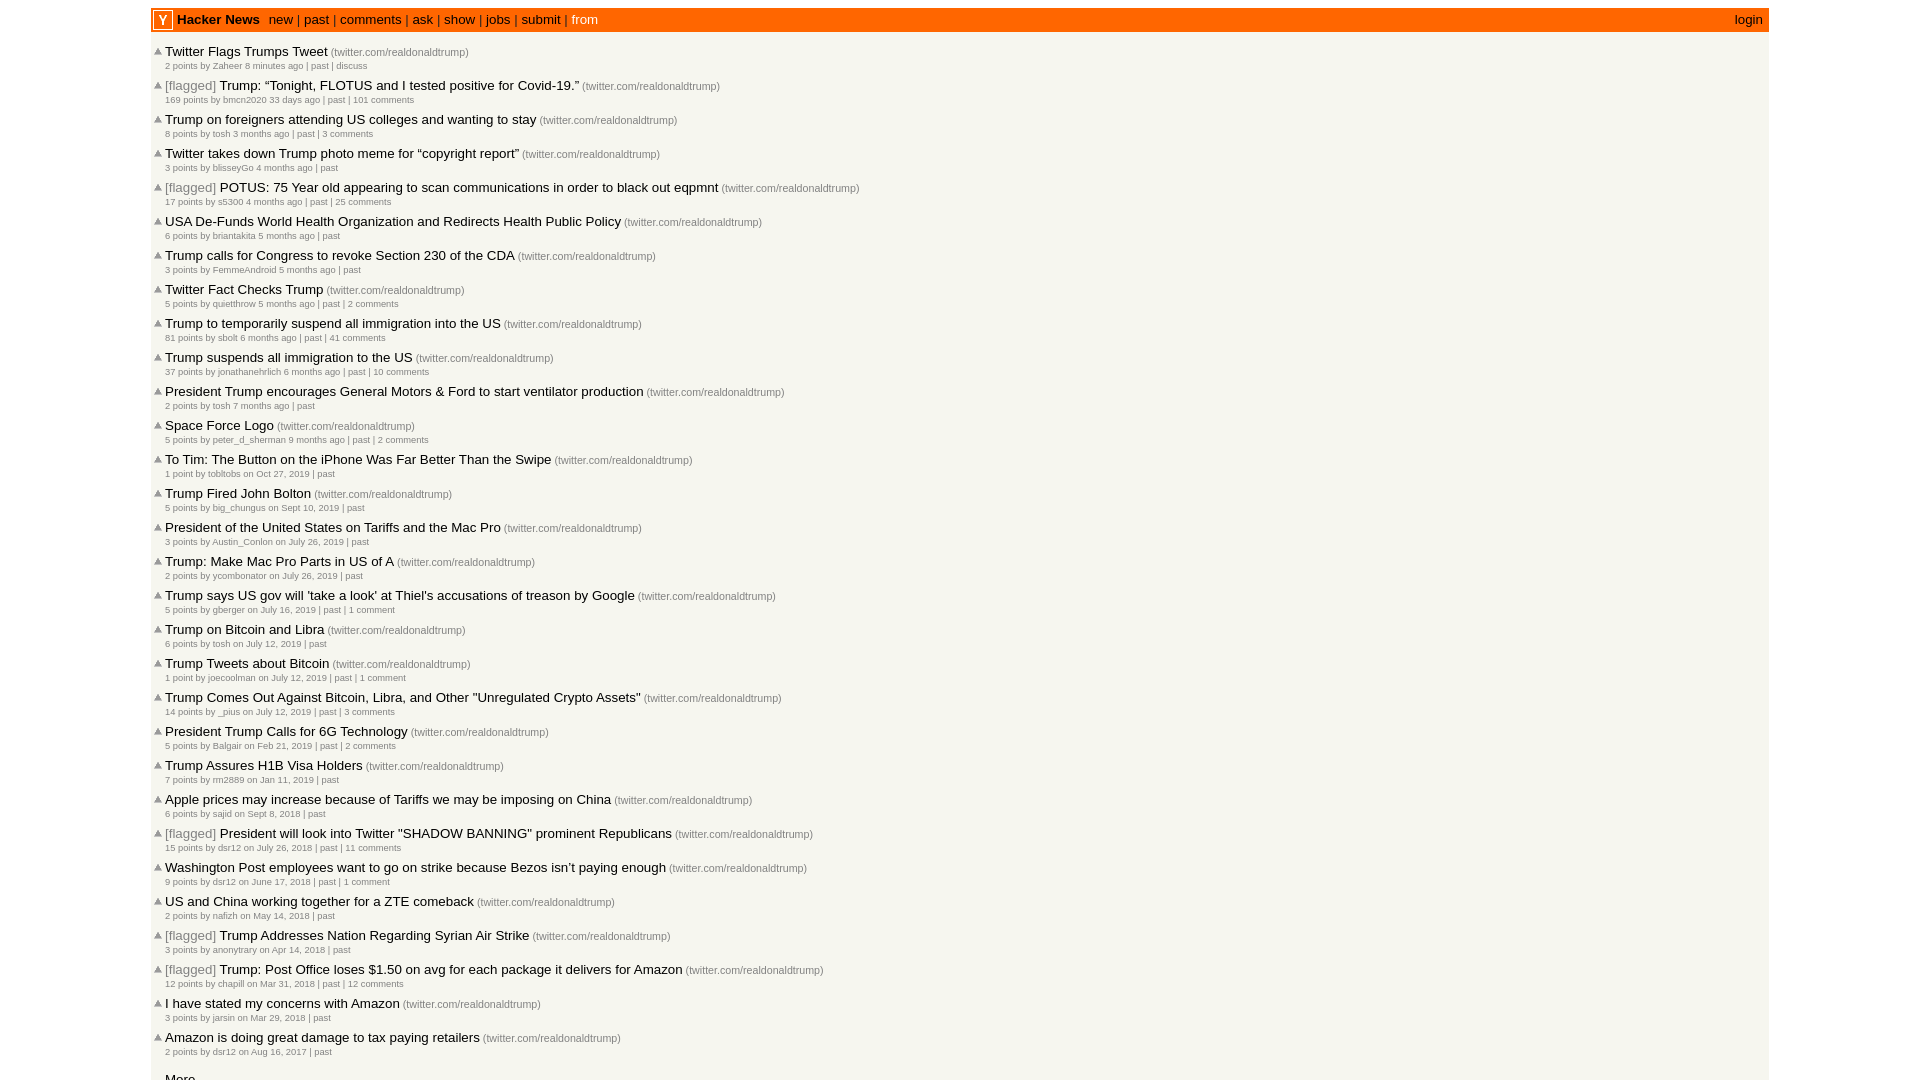 Y Hacker News new | past | comments | ask | show | jobs | submit | from login
Twitter Flags Trumps Tweet (twitter.com/realdonaldtrump)
2 points by Zaheer 8 minutes ago | past | discuss
[flagged] Trump: “Tonight, FLOTUS and I tested positive for Covid-19.” (twitter.com/realdonaldtrump)
169 points by bmcn2020 33 days ago | past | 101 comments
Trump on foreigners attending US colleges and wanting to stay (twitter.com/realdonaldtrump)
8 points by tosh 3 months ago | past | 3 comments
Twitter takes down Trump photo meme for “copyright report” (twitter.com/realdonaldtrump)
3 points by blisseyGo 4 months ago | past
[flagged] POTUS: 75 Year old appearing to scan communications in order to black out eqpmnt (twitter.com/realdonaldtrump)
17 points by s5300 4 months ago | past | 25 comments
USA De-Funds World Health Organization and Redirects Health Public Policy (twitter.com/realdonaldtrump)
6 points by briantakita 5 months ago | past
Trump calls for Congress to revoke Section 230 of the CDA (twitter.com/realdonaldtrump)
3 points by FemmeAndroid 5 months ago | past
Twitter Fact Checks Trump (twitter.com/realdonaldtrump)
5 points by quietthrow 5 months ago | past | 2 comments
Trump to temporarily suspend all immigration into the US (twitter.com/realdonaldtrump)
81 points by sbolt 6 months ago | past | 41 comments
Trump suspends all immigration to the US (twitter.com/realdonaldtrump)
37 points by jonathanehrlich 6 months ago | past | 10 comments
President Trump encourages General Motors & Ford to start ventilator production (twitter.com/realdonaldtrump)
2 points by tosh 7 months ago | past
Space Force Logo (twitter.com/realdonaldtrump)
5 points by peter_d_sherman 9 months ago | past | 2 comments
To Tim: The Button on the iPhone Was Far Better Than the Swipe (twitter.com/realdonaldtrump)
1 point by tobltobs on Oct 27, 2019 | past
Trump Fired John Bolton (twitter.com/realdonaldtrump)
5 points by big_chungus on Sept 10, 2019 | past
President of the United States on Tariffs and the Mac Pro (twitter.com/realdonaldtrump)
3 points by Austin_Conlon on July 26, 2019 | past
Trump: Make Mac Pro Parts in US of A (twitter.com/realdonaldtrump)
2 points by ycombonator on July 26, 2019 | past
Trump says US gov will 'take a look' at Thiel's accusations of treason by Google (twitter.com/realdonaldtrump)
5 points by gberger on July 16, 2019 | past | 1 comment
Trump on Bitcoin and Libra (twitter.com/realdonaldtrump)
6 points by tosh on July 12, 2019 | past
Trump Tweets about Bitcoin (twitter.com/realdonaldtrump)
1 point by joecoolman on July 12, 2019 | past | 1 comment
Trump Comes Out Against Bitcoin, Libra, and Other "Unregulated Crypto Assets" (twitter.com/realdonaldtrump)
14 points by _pius on July 12, 2019 | past | 3 comments
President Trump Calls for 6G Technology (twitter.com/realdonaldtrump)
5 points by Balgair on Feb 21, 2019 | past | 2 comments
Trump Assures H1B Visa Holders (twitter.com/realdonaldtrump)
7 points by rm2889 on Jan 11, 2019 | past
Apple prices may increase because of Tariffs we may be imposing on China (twitter.com/realdonaldtrump)
6 points by sajid on Sept 8, 2018 | past
[flagged] President will look into Twitter "SHADOW BANNING" prominent Republicans (twitter.com/realdonaldtrump)
15 points by dsr12 on July 26, 2018 | past | 11 comments
Washington Post employees want to go on strike because Bezos isn’t paying enough (twitter.com/realdonaldtrump)
9 points by dsr12 on June 17, 2018 | past | 1 comment
US and China working together for a ZTE comeback (twitter.com/realdonaldtrump)
2 points by nafizh on May 14, 2018 | past
[flagged] Trump Addresses Nation Regarding Syrian Air Strike (twitter.com/realdonaldtrump)
3 points by anonytrary on Apr 14, 2018 | past
[flagged] Trump: Post Office loses $1.50 on avg for each package it delivers for Amazon (twitter.com/realdonaldtrump)
12 points by chapill on Mar 31, 2018 | past | 12 comments
I have stated my concerns with Amazon (twitter.com/realdonaldtrump)
3 points by jarsin on Mar 29, 2018 | past
Amazon is doing great damage to tax paying retailers (twitter.com/realdonaldtrump)
2 points by dsr12 on Aug 16, 2017 | past
More